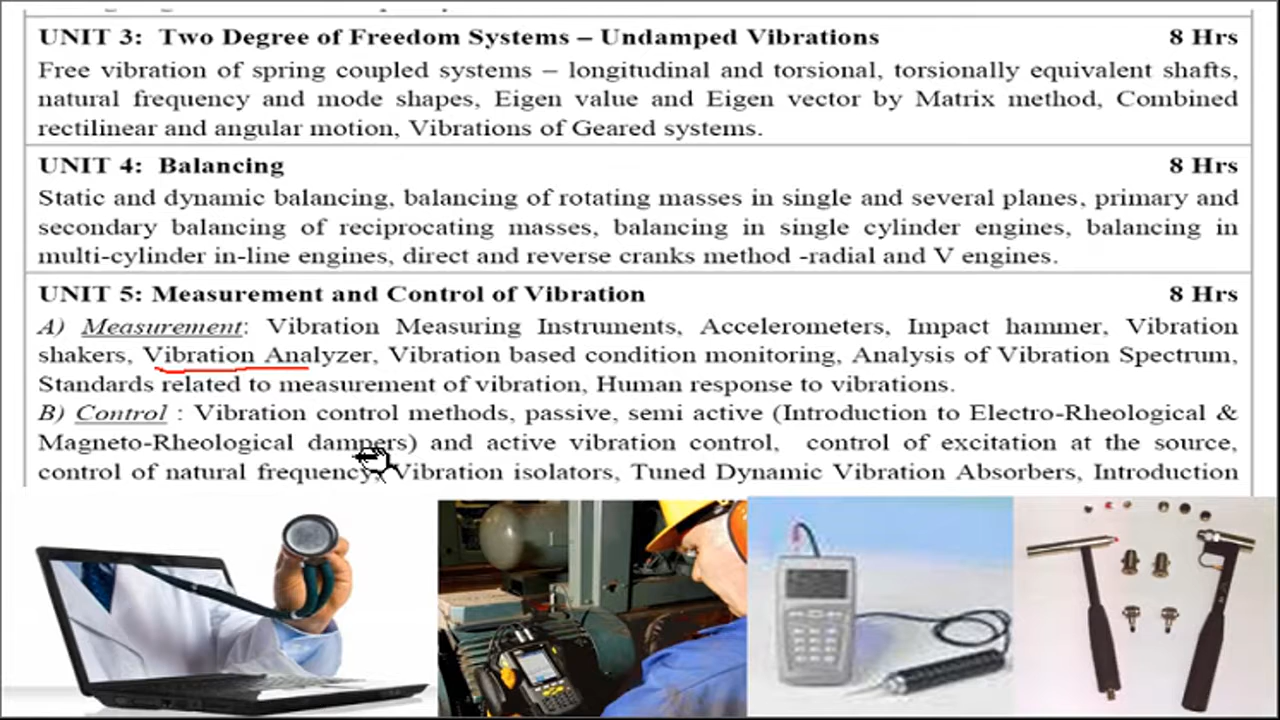 UNIT 3: Two Degree of Freedom Systems – Undamped Vibrations 8 Hrs
Free vibration of spring coupled systems – longitudinal and torsional, torsionally equivalent shafts,
natural frequency and mode shapes, Eigen value and Eigen vector by Matrix method, Combined
rectilinear and angular motion, Vibrations of Geared systems.
UNIT 4: Balancing 8 Hrs
Static and dynamic balancing, balancing of rotating masses in single and several planes, primary and
secondary balancing of reciprocating masses, balancing in single cylinder engines, balancing in
multi-cylinder in-line engines, direct and reverse cranks method -radial and V engines.
UNIT 5: Measurement and Control of Vibration 8 Hrs
A) Measurement: Vibration Measuring Instruments, Accelerometers, Impact hammer, Vibration
shakers, Vibration Analyzer, Vibration based condition monitoring, Analysis of Vibration Spectrum,
Standards related to measurement of vibration, Human response to vibrations.
B) Control : Vibration control methods, passive, semi active (Introduction to Electro-Rheological &
Magneto-Rheological dampers) and active vibration control, control of excitation at the source,
control of natural frequency, Vibration isolators, Tuned Dynamic Vibration Absorbers, Introduction